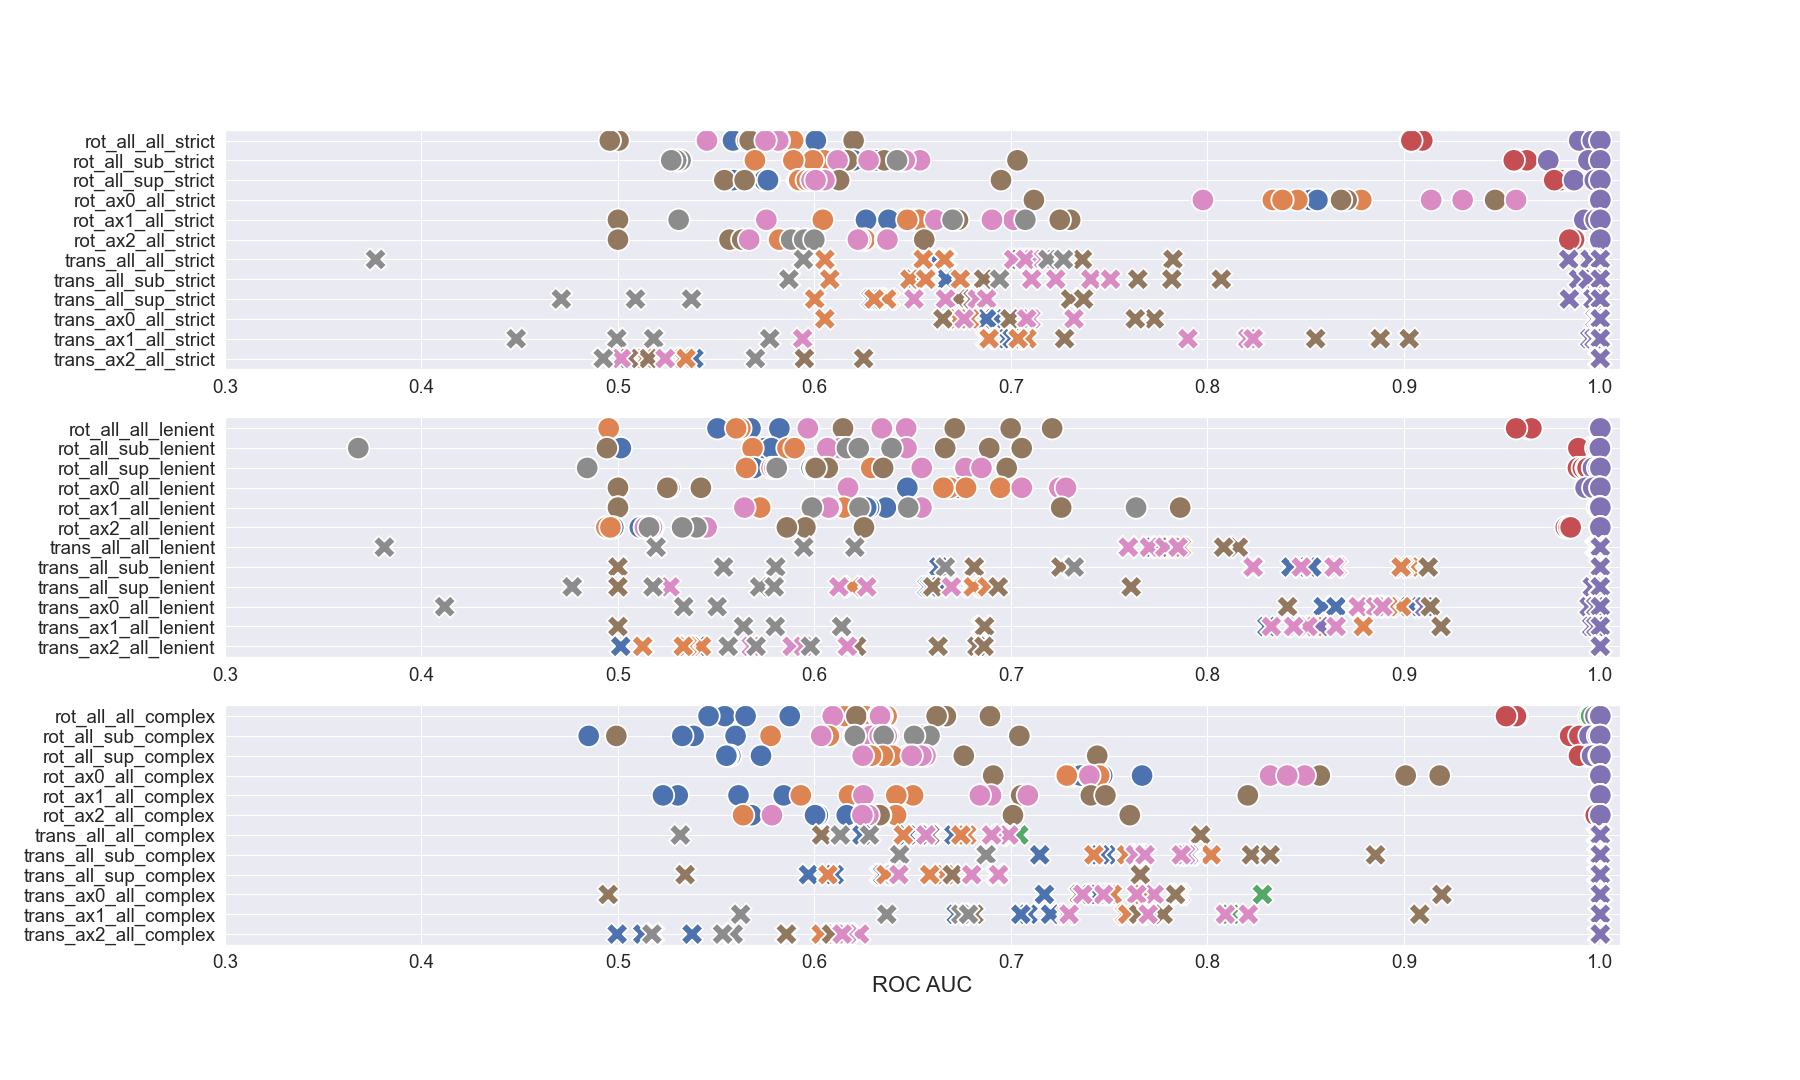 rot_all_all_strict
rot_all_sub_strict
rot_all_sup_strict
rot_ax0_all_strict
rot_ax1_all_strict
rot_ax2_all_strict
trans_all_all_strict
trans_all_sub_strict
trans_all_sup_strict
trans_ax0_all_strict
trans_ax1_all_strict
trans_ax2_all_strict
0.3 0.4 0.5 0.6 0.7 0.8 0.9 1.0
rot_all_all_lenient
rot_all_sub_lenient
rot_all_sup_lenient
rot_ax0_all_lenient
rot_ax1_all_lenient
rot_ax2_all_lenient
trans_all_all_lenient
trans_all_sub_lenient
trans_all_sup_lenient
trans_ax0_all_lenient
trans_ax1_all_lenient
trans_ax2_all_lenient
0.3 0.4 0.5 0.6 0.7 0.8 0.9 1.0
rot_all_all_complex
rot_all_sub_complex
rot_all_sup_complex
rot_ax0_all_complex
rot_ax1_all_complex
rot_ax2_all_complex
trans_all_all_complex
trans_all_sub_complex
trans_all_sup_complex
trans_ax0_all_complex
trans_ax1_all_complex
trans_ax2_all_complex
0.3 0.4 0.5 0.6 0.7 0.8 0.9 1.0
ROC AUC